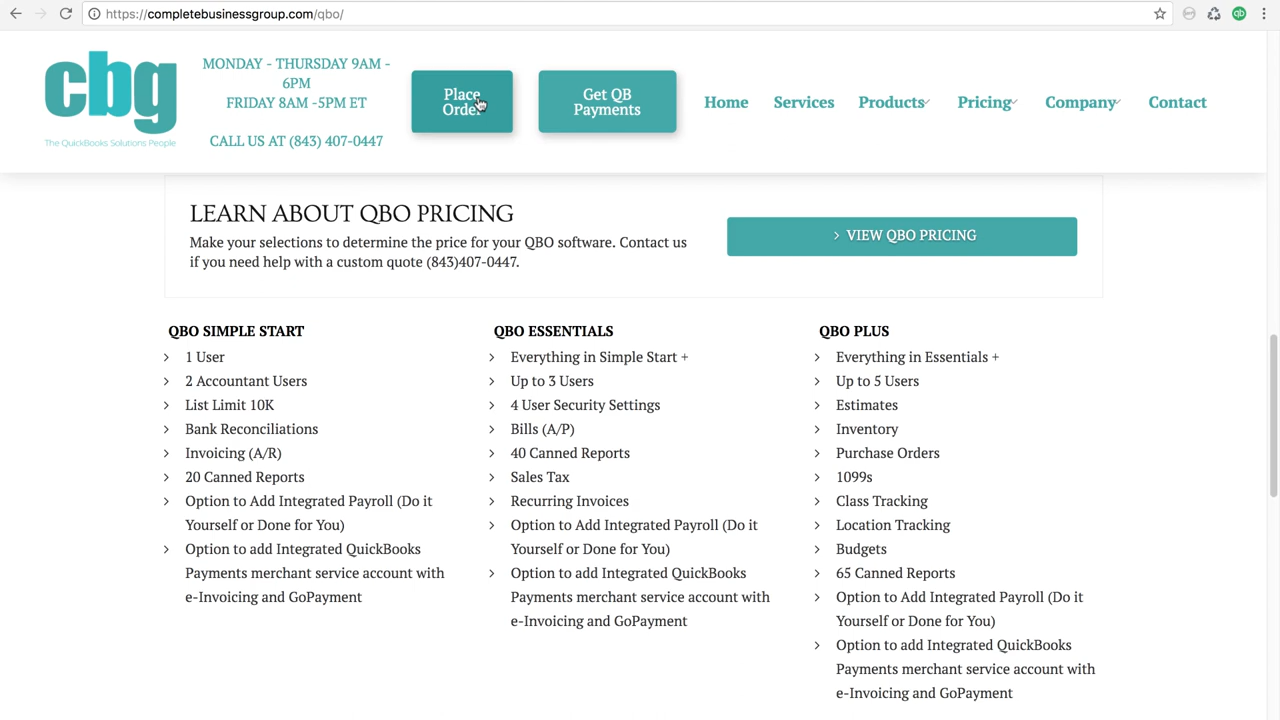 https://completebusinessgroup.com/qbo/
cbg
The QuickBooks Solutions People
MONDAY - THURSDAY 9AM -
6PM
FRIDAY 8AM -5PM ET
CALL US AT (843) 407-0447
Place
Order
Get QB
Payments
Home
Services
Products
Pricing
Company
Contact
LEARN ABOUT QBO PRICING
Make your selections to determine the price for your QBO software. Contact us
if you need help with a custom quote (843)407-0447.
VIEW QBO PRICING
QBO SIMPLE START
1 User
2 Accountant Users
List Limit 10K
Bank Reconciliations
Invoicing (A/R)
20 Canned Reports
Option to Add Integrated Payroll (Do it
Yourself or Done for You)
Option to add Integrated QuickBooks
Payments merchant service account with
e-Invoicing and GoPayment
QBO ESSENTIALS
Everything in Simple Start +
Up to 3 Users
4 User Security Settings
Bills (A/P)
40 Canned Reports
Sales Tax
Recurring Invoices
Option to Add Integrated Payroll (Do it
Yourself or Done for You)
Option to add Integrated QuickBooks
Payments merchant service account with
e-Invoicing and GoPayment
QBO PLUS
Everything in Essentials +
Up to 5 Users
Estimates
Inventory
Purchase Orders
1099s
Class Tracking
Location Tracking
Budgets
65 Canned Reports
Option to Add Integrated Payroll (Do it
Yourself or Done for You)
Option to add Integrated QuickBooks
Payments merchant service account with
e-Invoicing and GoPayment